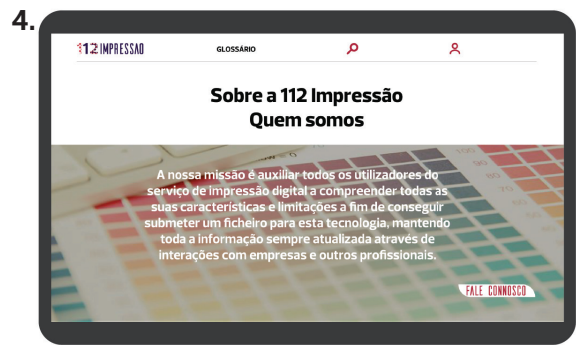 4.
112 IMPRESSÃO
GLOSSÁRIO
Sobre a 112 Impressão
Quem somos
A nossa missão é auxiliar todos os utilizadores do
serviço de impressão digital a compreender todas as
suas características e limitações a fim de conseguir
submeter um ficheiro para esta tecnologia, mantendo
toda a informação sempre atualizada através de
interações com empresas e outros profissionais.
FALE CONNOSCO